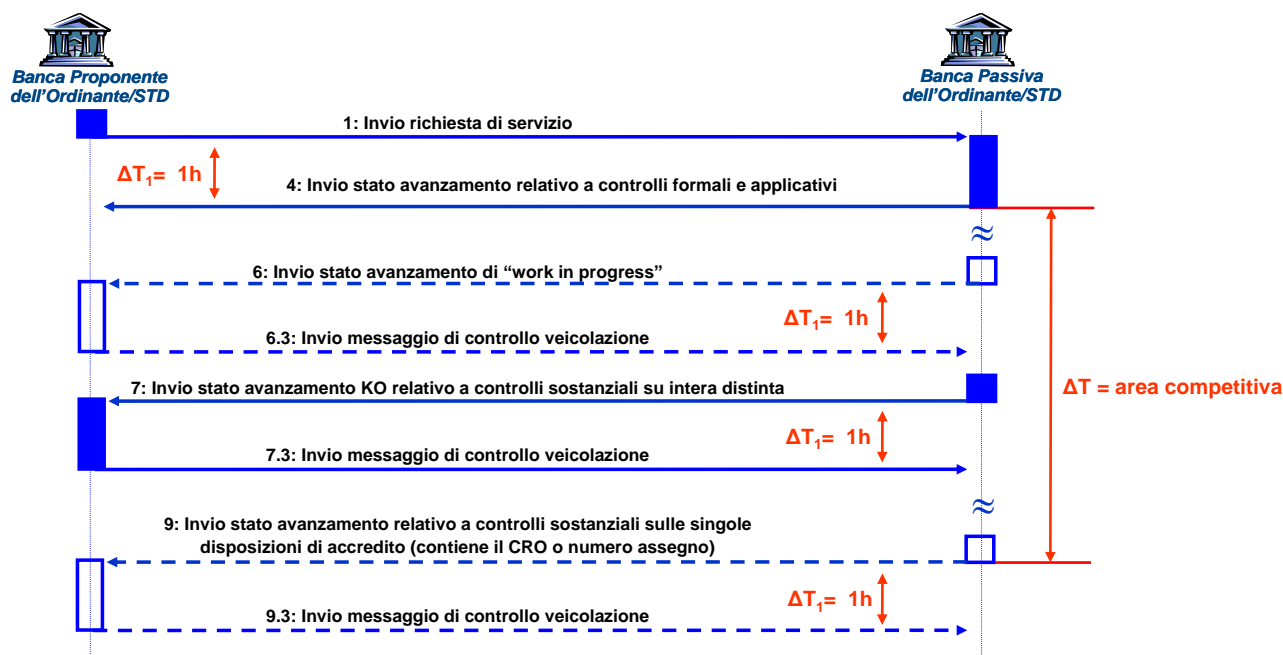 Banca Proponente
dell'Ordinante/STD
Banca Passiva
dell'Ordinante/STD
1: Invio richiesta di servizio
ΔT1= 1h
4: Invio stato avanzamento relativo a controlli formali e applicativi
≈
6: Invio stato avanzamento di “work in progress”
ΔT1= 1h
6.3: Invio messaggio di controllo veicolazione
7: Invio stato avanzamento KO relativo a controlli sostanziali su intera distinta
ΔT = area competitiva
ΔT1= 1h
7.3: Invio messaggio di controllo veicolazione
≈
9: Invio stato avanzamento relativo a controlli sostanziali sulle singole
disposizioni di accredito (contiene il CRO o numero assegno)
ΔT1= 1h
9.3: Invio messaggio di controllo veicolazione